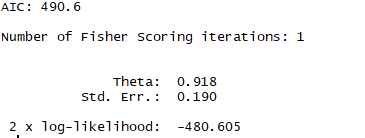 AIC: 490.6
Number of Fisher Scoring iterations: 1
Theta: 0.918
Std. Err.: 0.190
2 x log-likelihood: -480.605